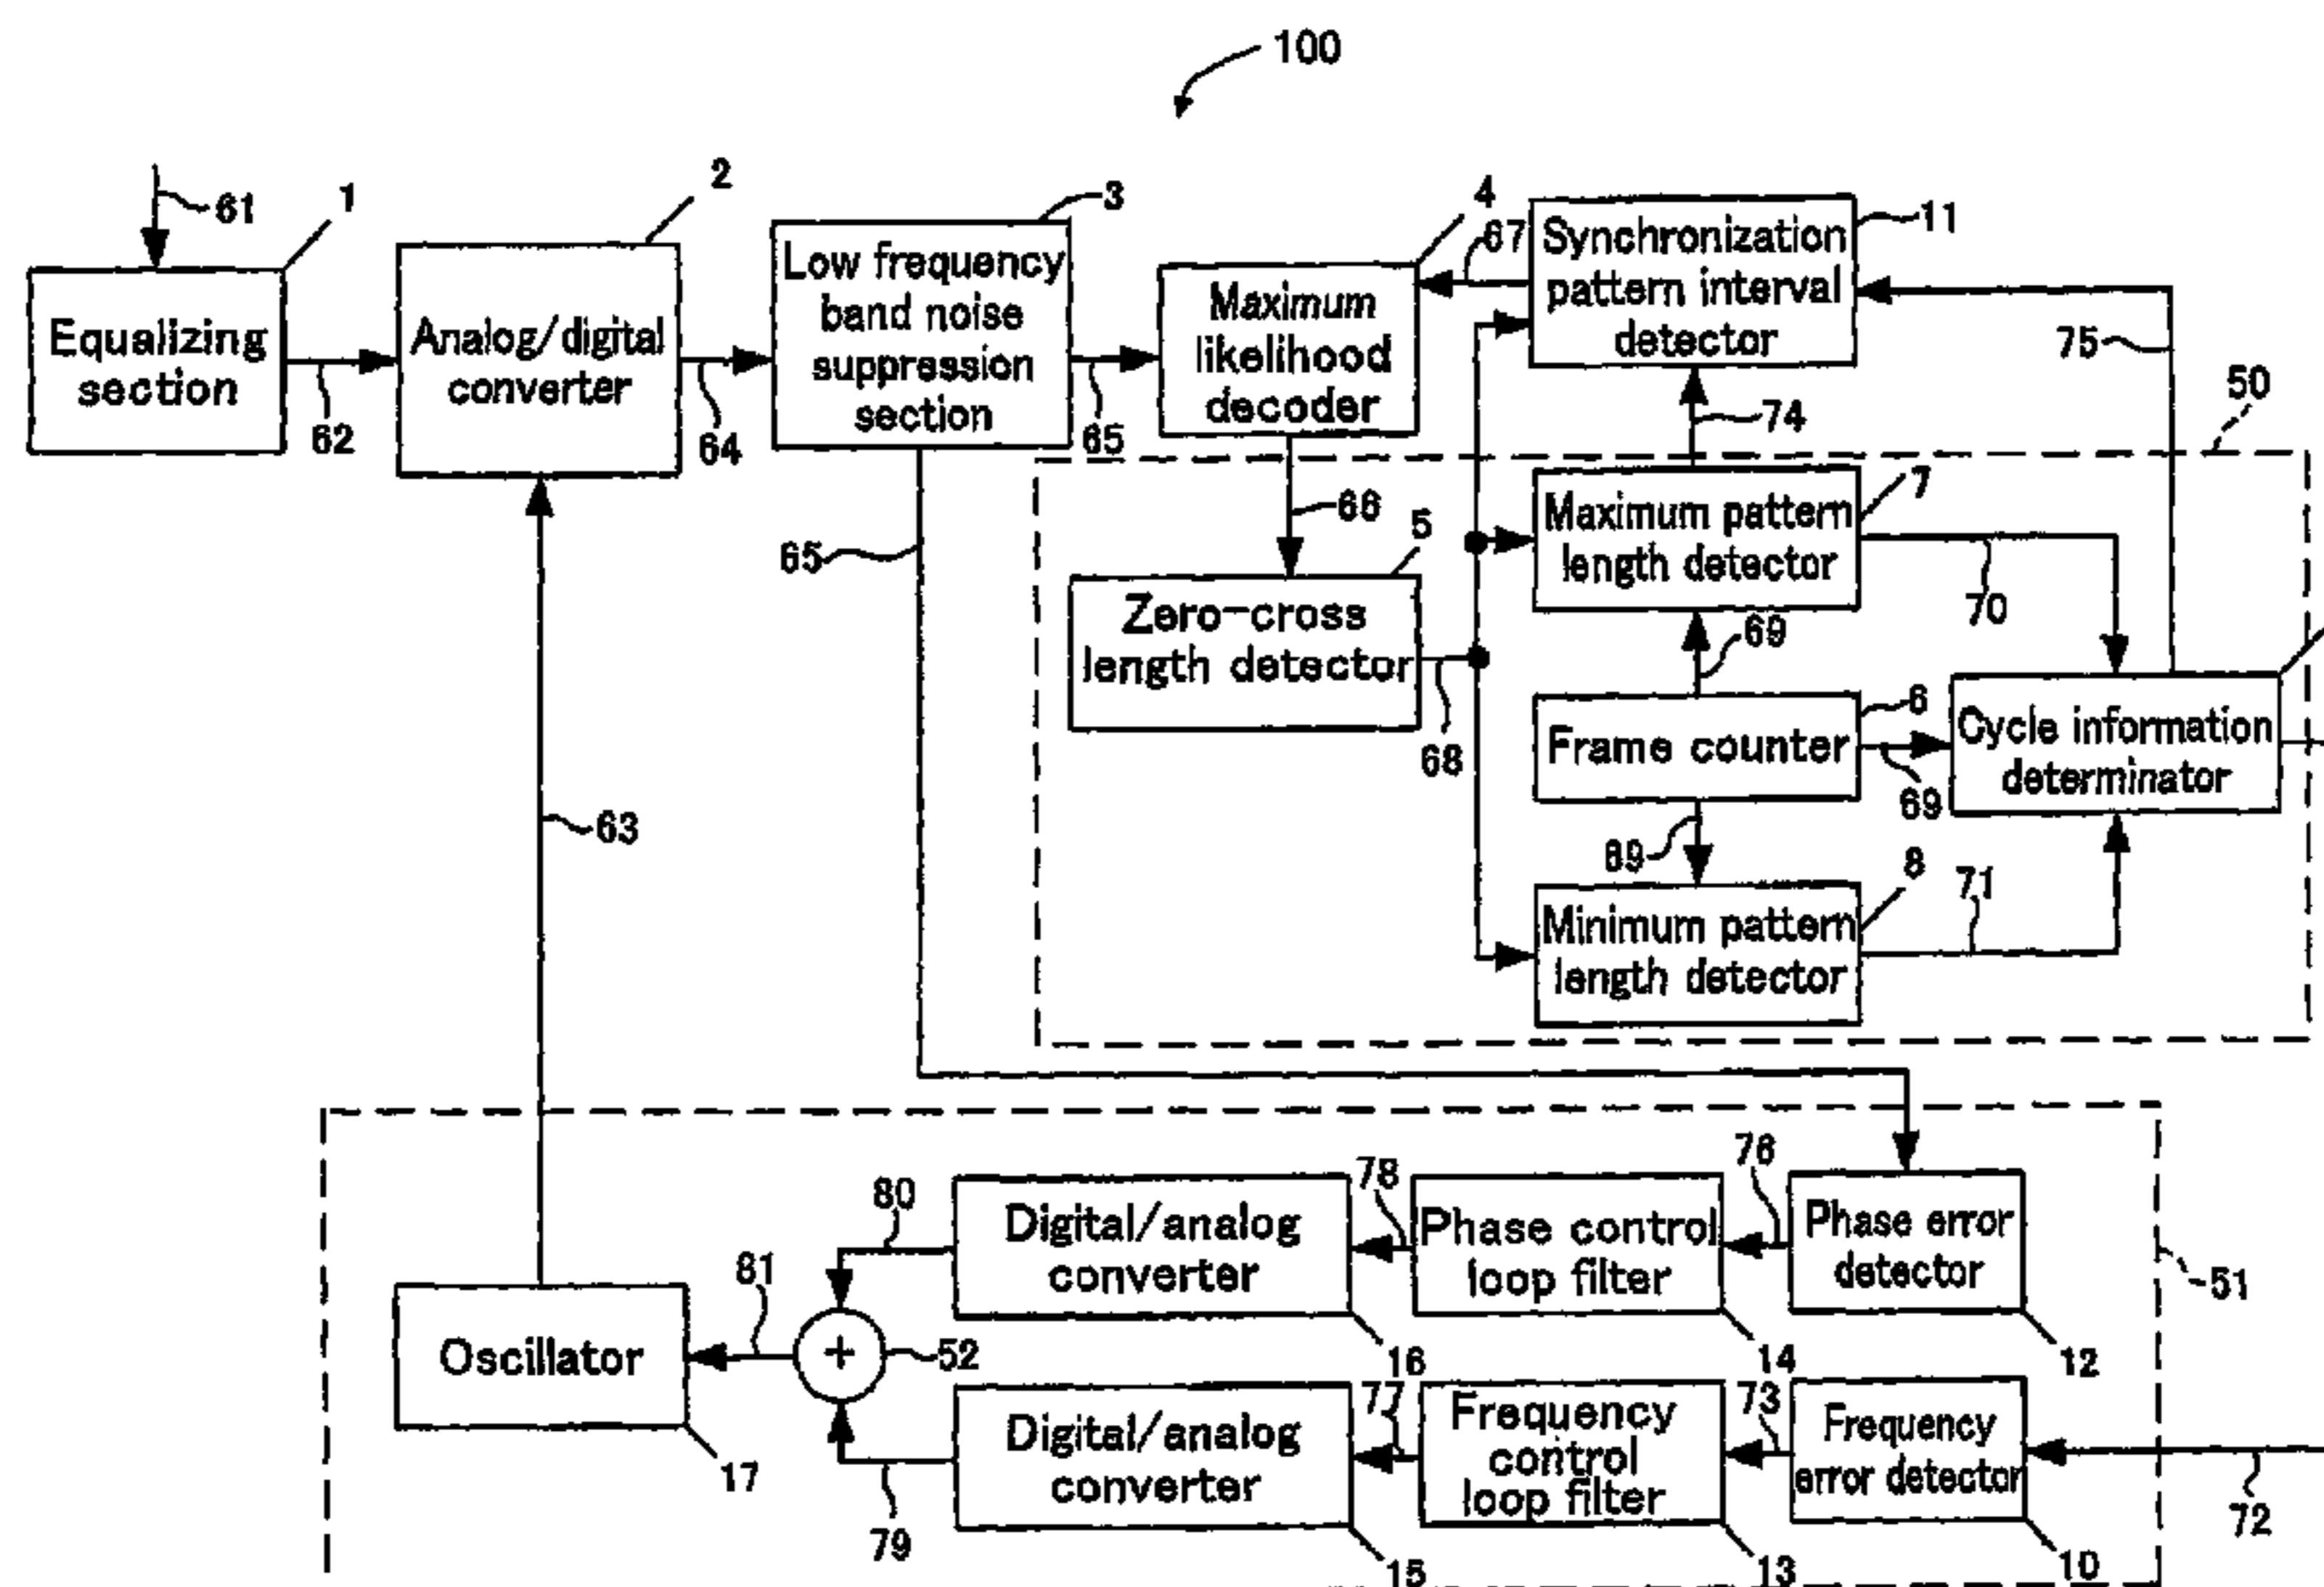 100
61
1
2
3
4
67
11
Equalizing
section
62
Analog/digital
converter
64
Low frequency
band noise
suppression
section
65
Maximum
likelihood
decoder
Synchronization
pattern interval
detector
75
50
74
66
65
5
Zero-cross
length detector
68
Maximum pattern
length detector
7
70
69
Frame counter
6
69
Cycle information
determinator
69
8
Minimum pattern
length detector
71
63
51
80
Digital/analog
converter
16
78
Phase control
loop filter
14
76
Phase error
detector
12
Oscillator
17
81
+
52
79
Digital/analog
converter
15
77
Frequency
control
loop filter
13
73
Frequency
error detector
10
72